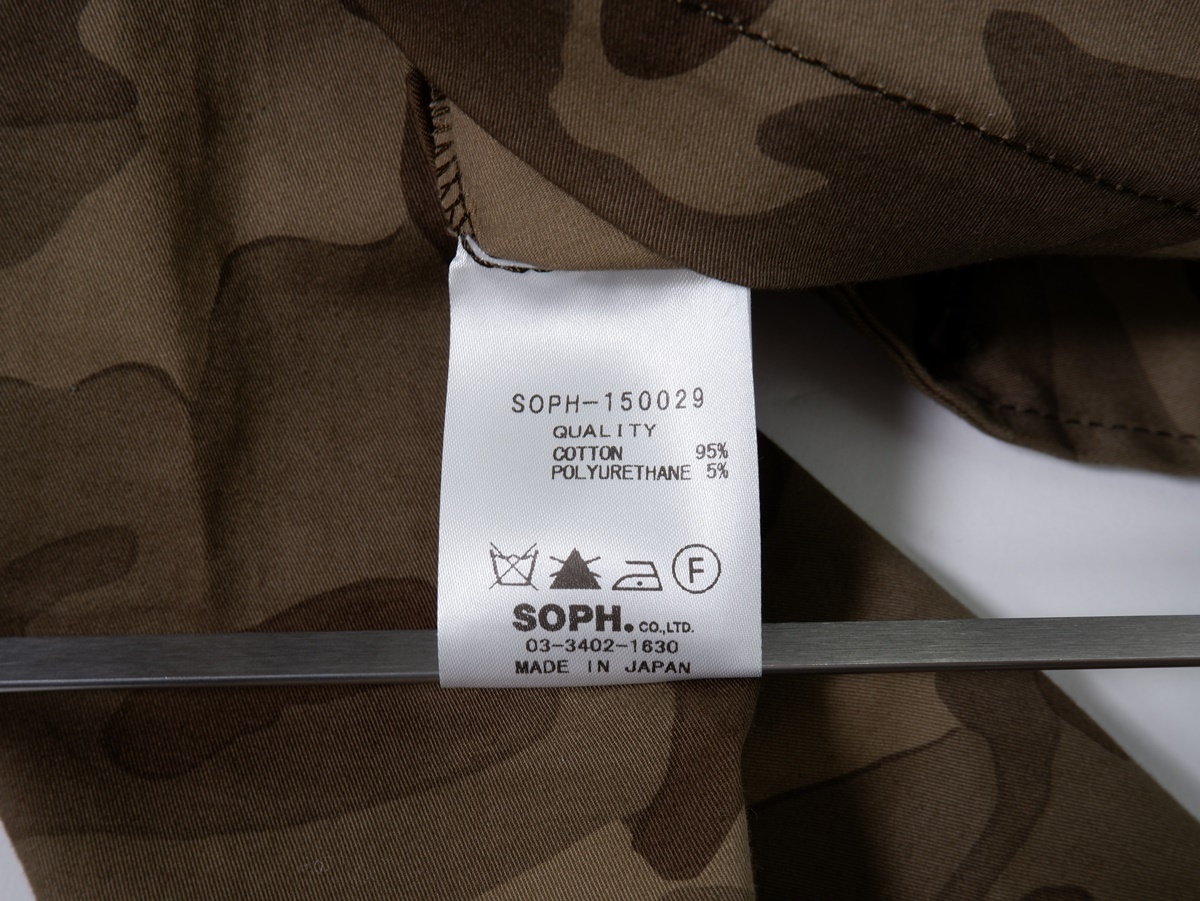 SOPH-150029
QUALITY
COTTON 95%
POLYURETHANE 5%
F
SOPH. CO.,LTD.
03-3402-1630
MADE IN JAPAN